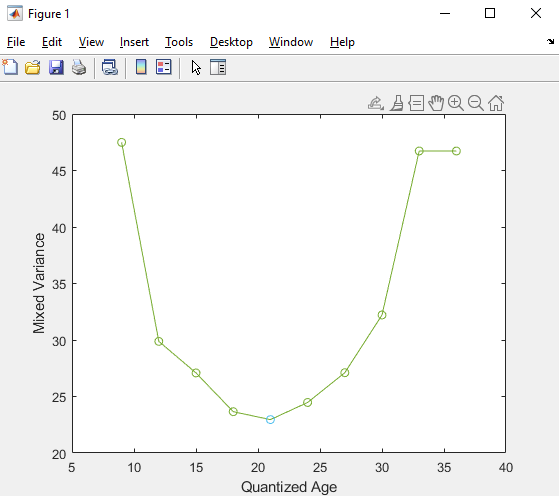 Figure 1
File Edit View Insert Tools Desktop Window Help
50
45
40
35
30
25
20
Mixed Variance
5 10 15 20 25 30 35 40
Quantized Age